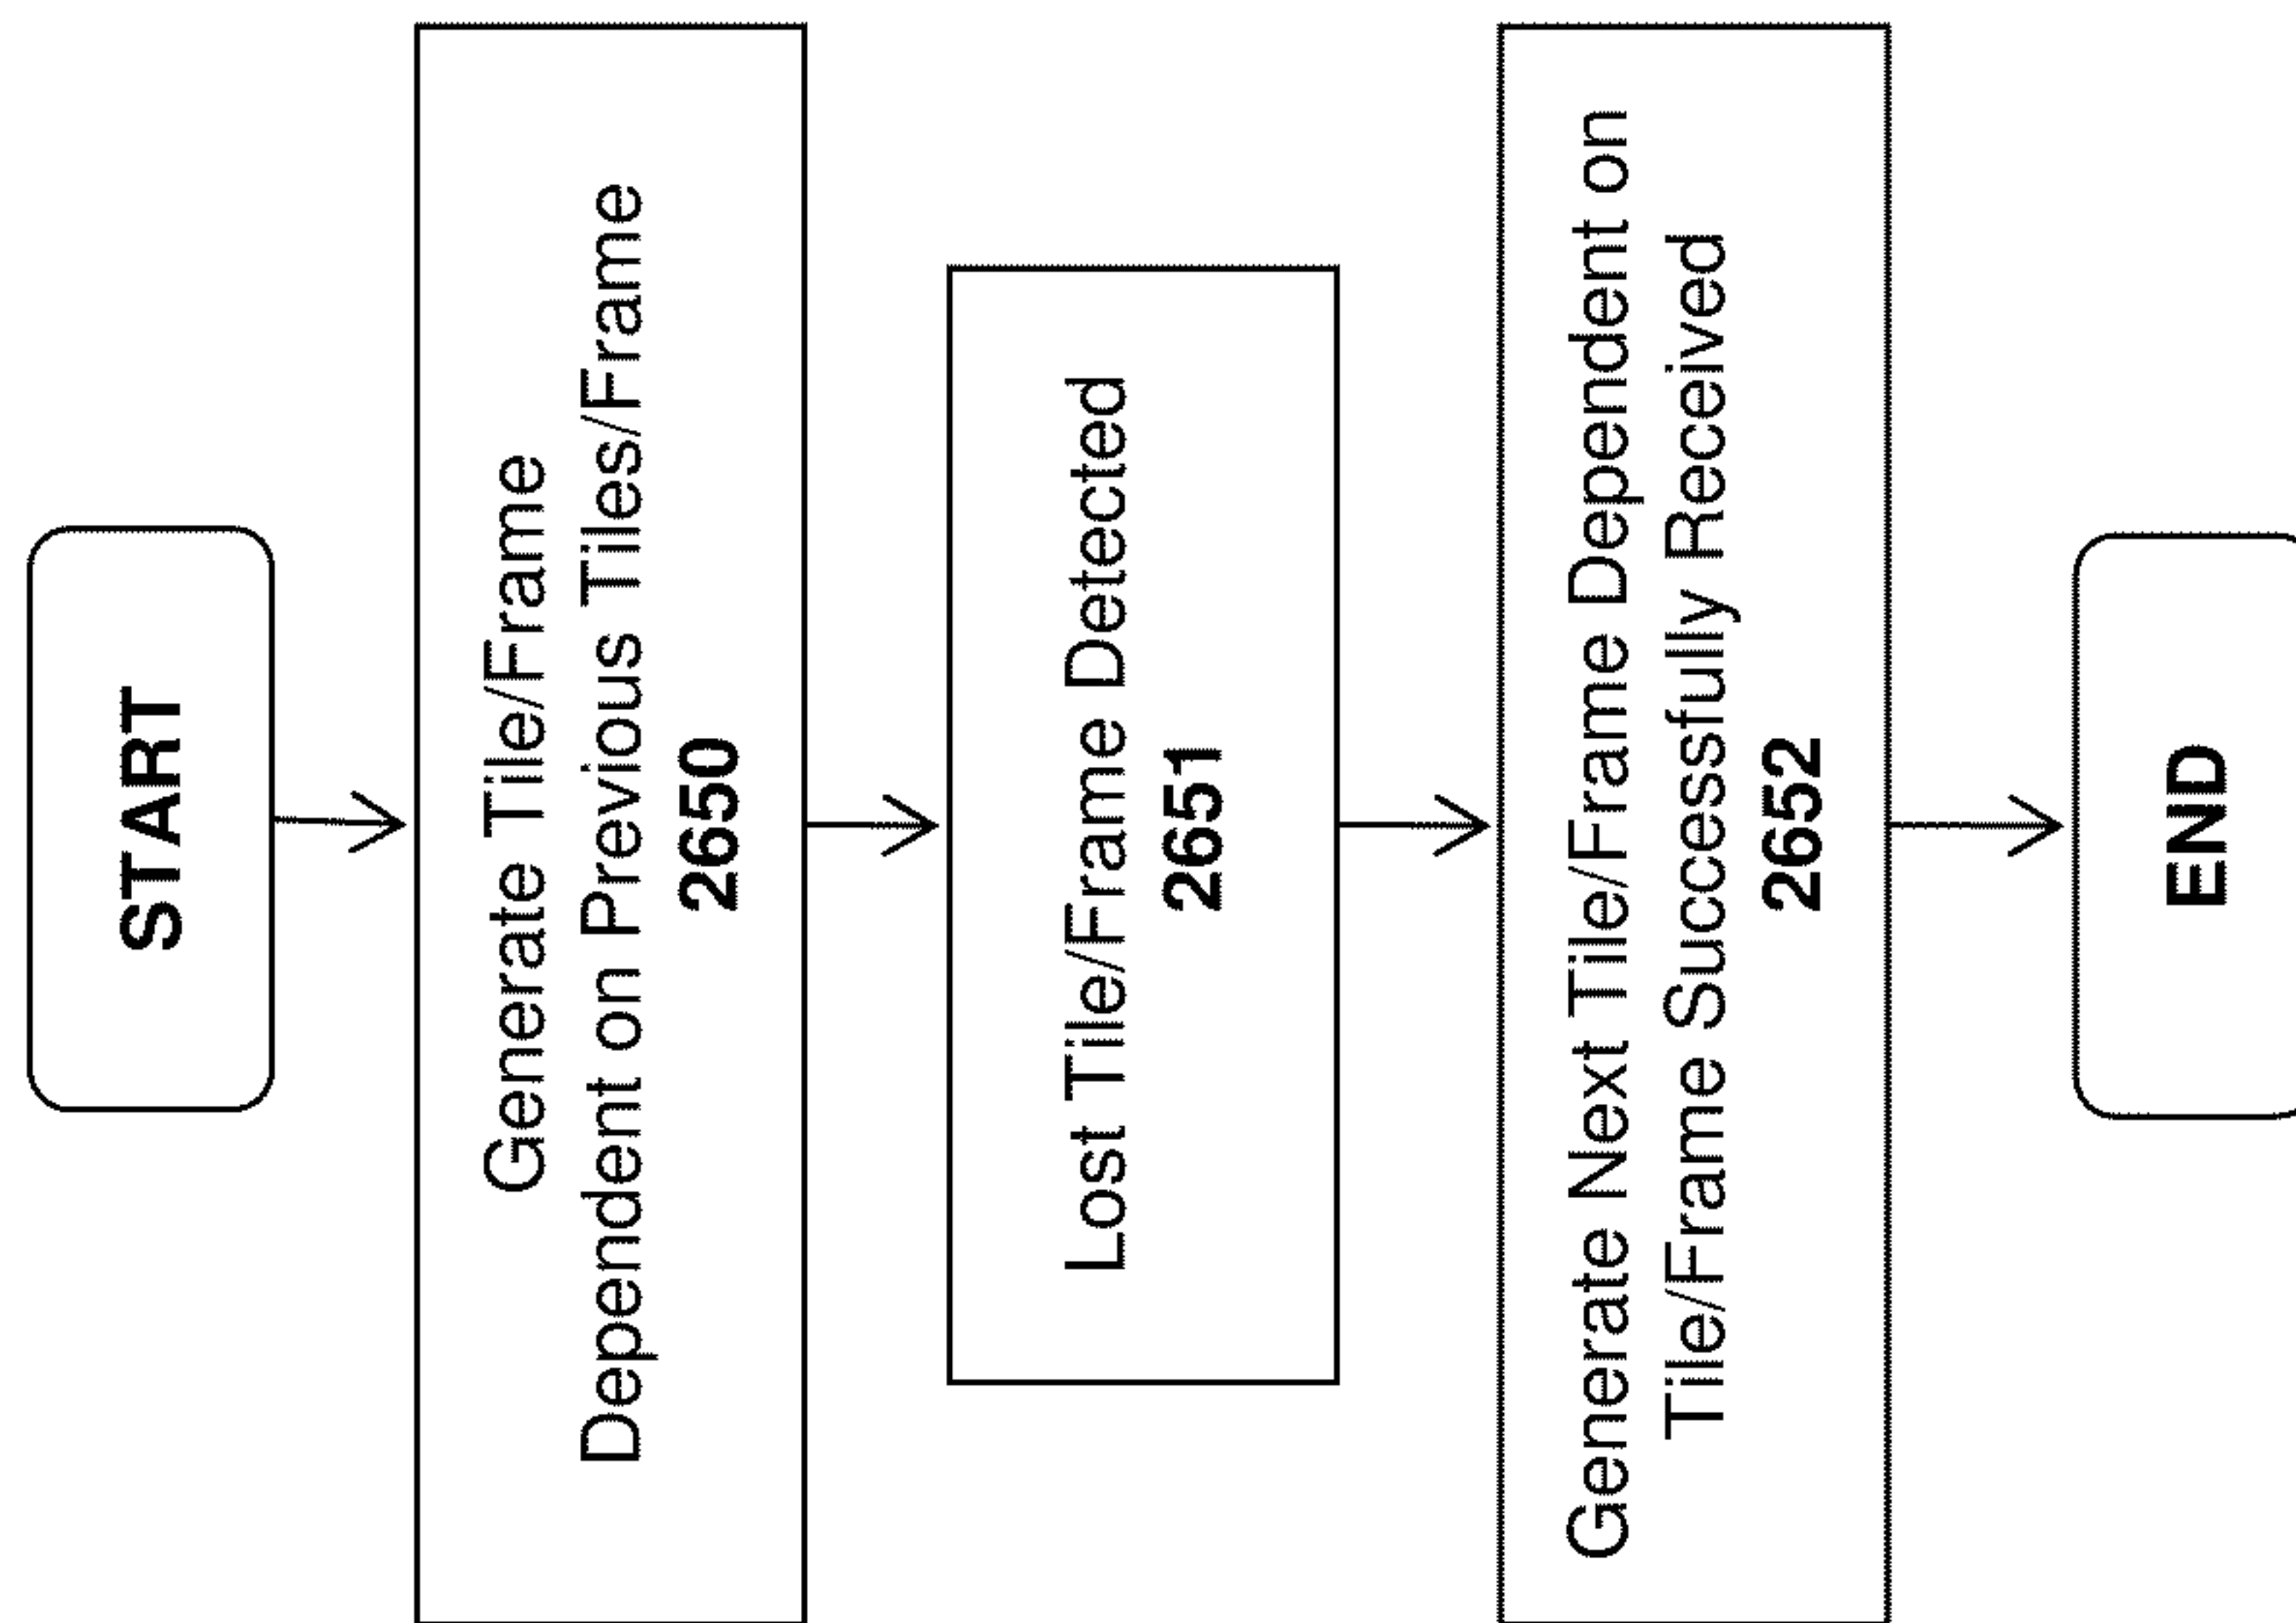 START
Generate Tile/Frame
Dependent on Previous Tiles/Frame
2650
Lost Tile/Frame Detected
2651
Generate Next Tile/Frame Dependent on
Tile/Frame Successfully Received
2652
END